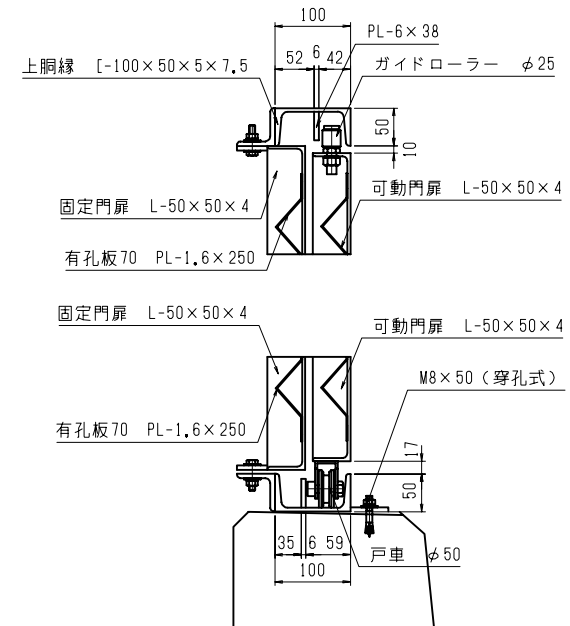 100
PL-6×38
上胴縁 [-100×50×5×7.5
52 6 42
ガイドローラー φ25
50
10
固定門扉 L-50×50×4
可動門扉 L-50×50×4
有孔板70 PL-1.6×250
固定門扉 L-50×50×4
可動門扉 L-50×50×4
M8×50（穿孔式）
有孔板70 PL-1.6×250
17
50
35 6 59
戸車 φ50
100